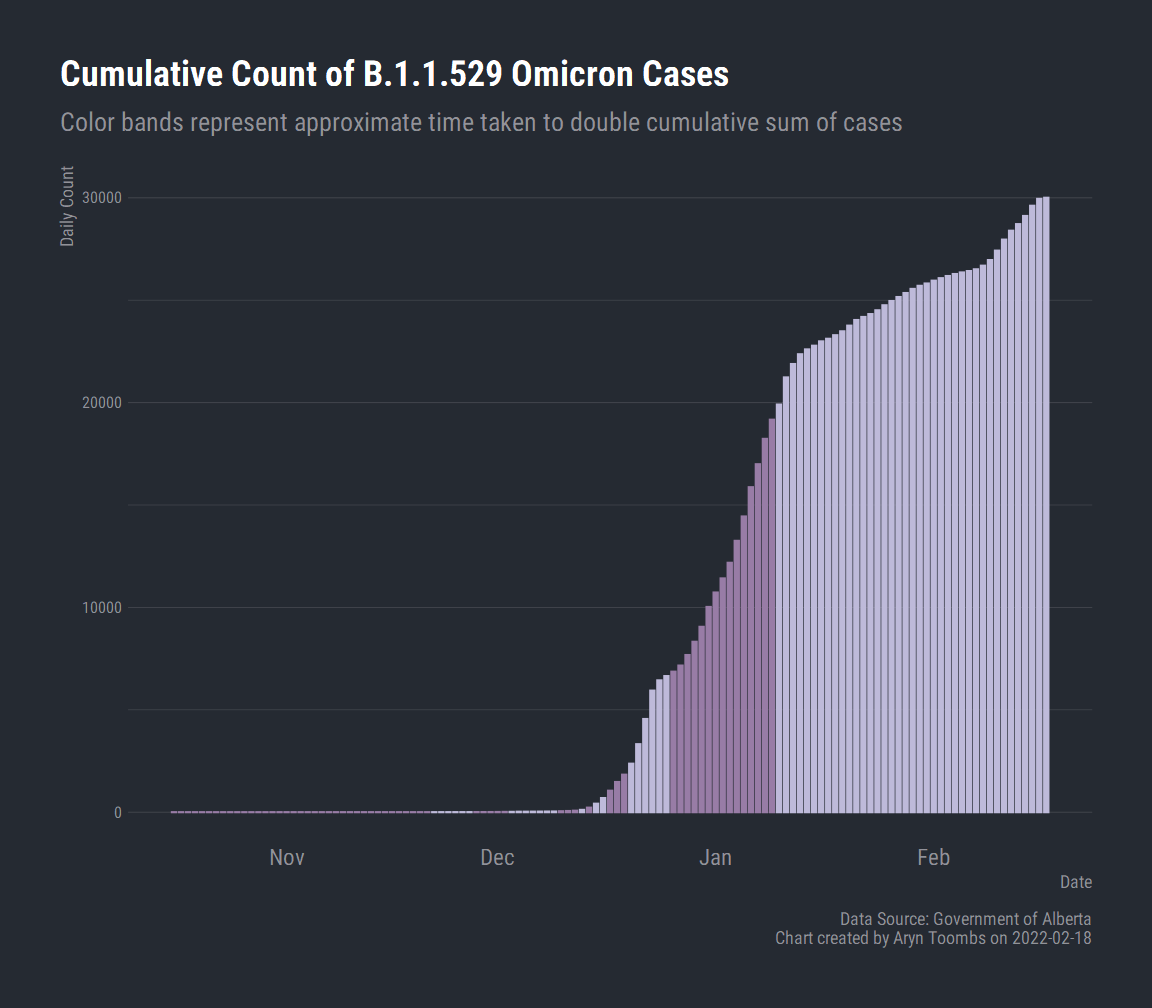 Cumulative Count of B.1.1.529 Omicron Cases
Color bands represent approximate time taken to double cumulative sum of cases
Daily Count
30000
20000
10000
0
Nov Dec Jan Feb
Date
Data Source: Government of Alberta
Chart created by Aryn Toombs on 2022-02-18